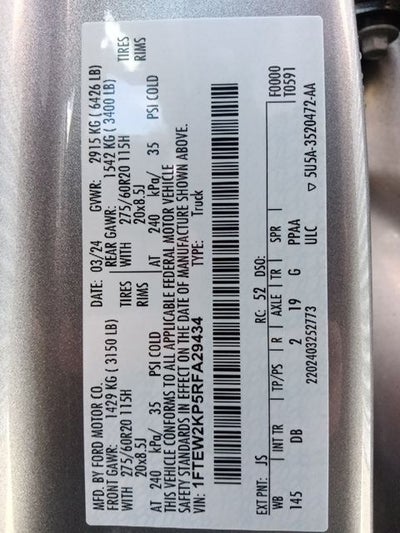 MFD. BY FORD MOTOR CO.
DATE: 03/24 GVWR: 2915 KG ( 6426 LB)
FRONT GAWR: 1429 KG ( 3150 LB) REAR GAWR: 1542 KG ( 3400 LB)
WITH 275/60R20 115H TIRES WITH 275/60R20 115H TIRES
20x8.5J RIMS 20x8.5J RIMS
AT 240 kPa/ 35 PSI COLD AT 240 kPa/ 35 PSI COLD
THIS VEHICLE CONFORMS TO ALL APPLICABLE FEDERAL MOTOR VEHICLE
SAFETY STANDARDS IN EFFECT ON THE DATE OF MANUFACTURE SHOWN ABOVE.
VIN: 1FTEW2KP5RFA29434 TYPE: Truck
EXT PNT: JS RC: 52 DSO: F0000
WB INT TR TP/PS R AXLE TR SPR T0591
145 DB 2 19 G PPAA
2202403252773 ULC ▽ 5U5A-3520472-AA